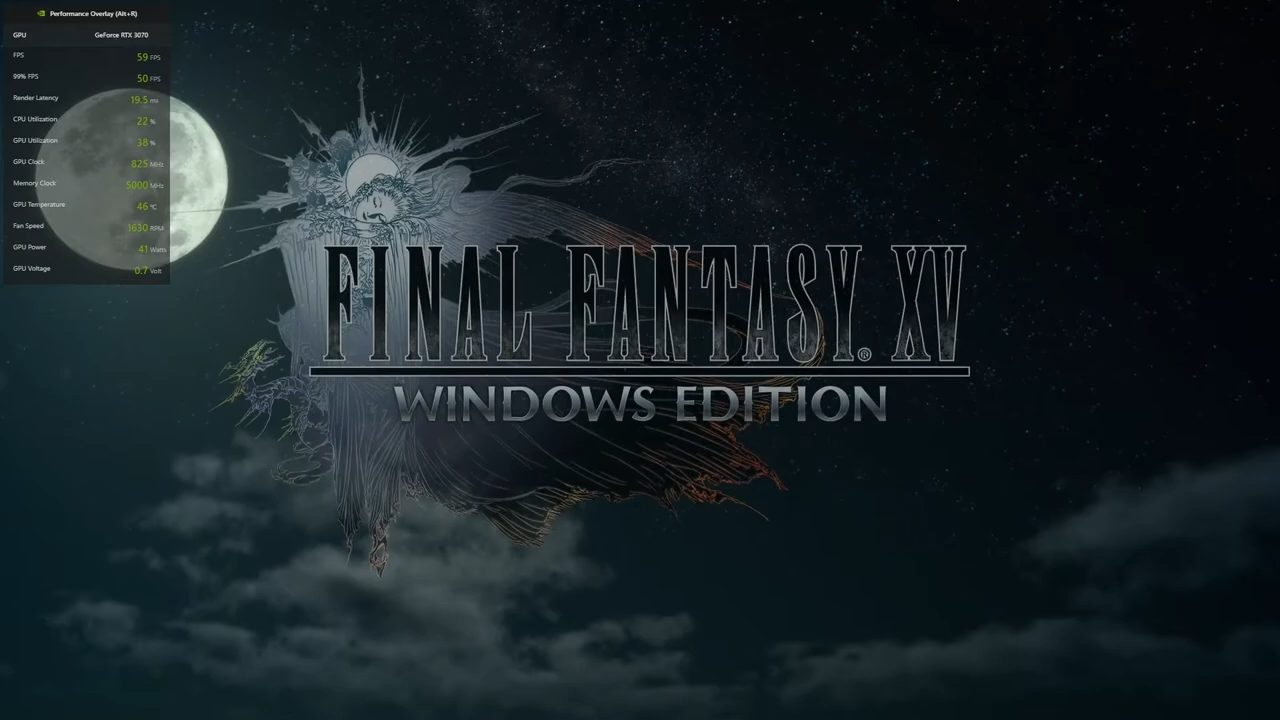 Performance Overlay (Alt+R)
GPU GeForce RTX 3070
FPS 59 FPS
99% FPS 50 FPS
Render Latency 19.5 ms
CPU Utilization 22 %
GPU Utilization 38 %
GPU Clock 825 MHz
Memory Clock 5000 MHz
GPU Temperature 46 °C
Fan Speed 1630 RPM
GPU Power 41 Watts
GPU Voltage 0.7 Volt
FINAL FANTASY® XV
WINDOWS EDITION